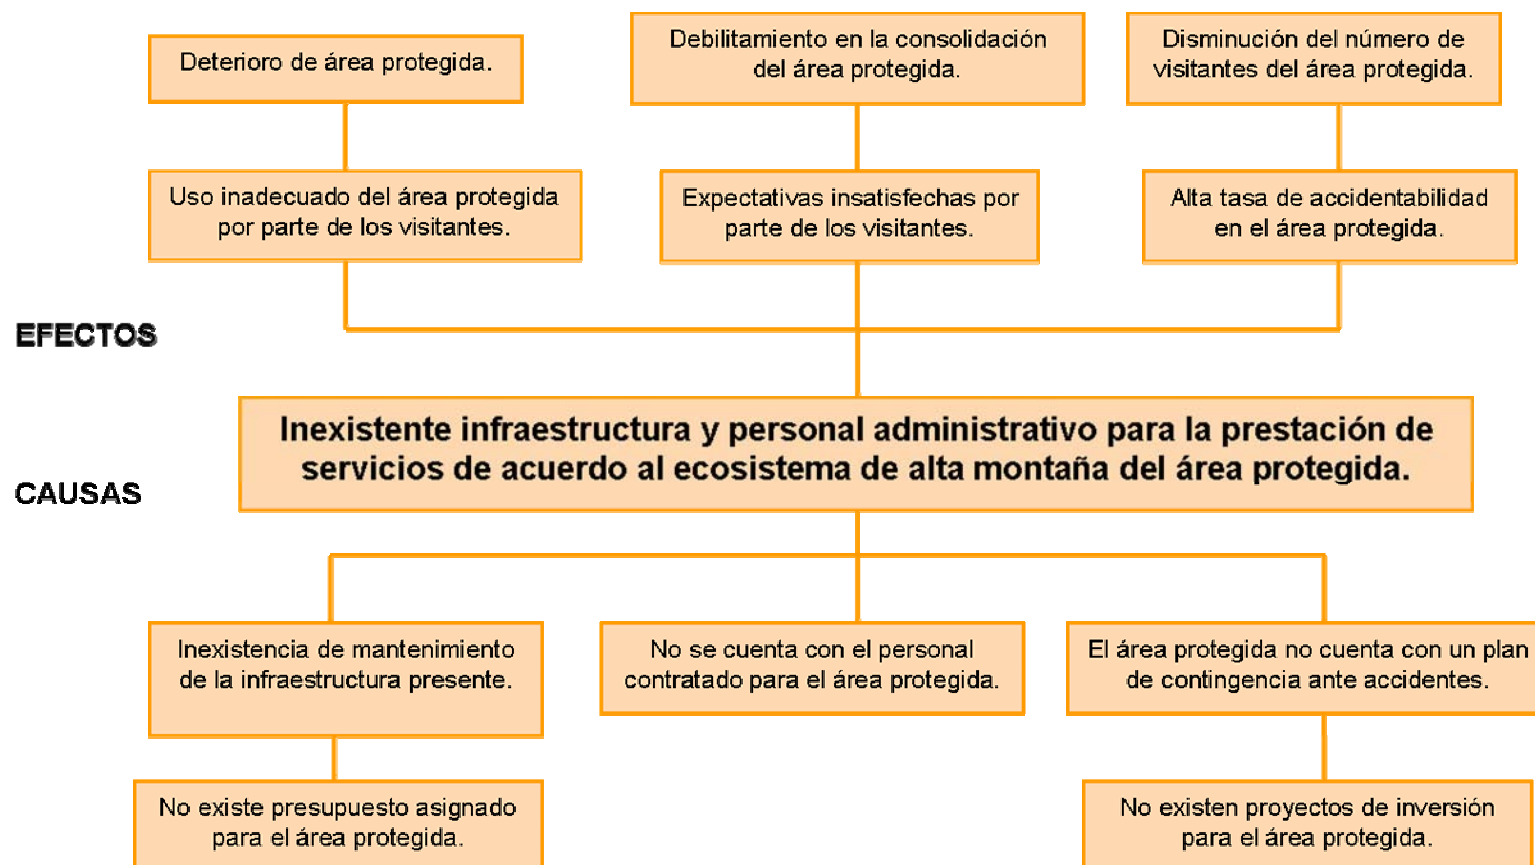 Deterioro de área protegida.
Debilitamiento en la consolidación
del área protegida.
Disminución del número de
visitantes del área protegida.
Uso inadecuado del área protegida
por parte de los visitantes.
Expectativas insatisfechas por
parte de los visitantes.
Alta tasa de accidentabilidad
en el área protegida.
EFECTOS
Inexistente infraestructura y personal administrativo para la prestación de
servicios de acuerdo al ecosistema de alta montaña del área protegida.
CAUSAS
Inexistencia de mantenimiento
de la infraestructura presente.
No se cuenta con el personal
contratado para el área protegida.
El área protegida no cuenta con un plan
de contingencia ante accidentes.
No existe presupuesto asignado
para el área protegida.
No existen proyectos de inversión
para el área protegida.